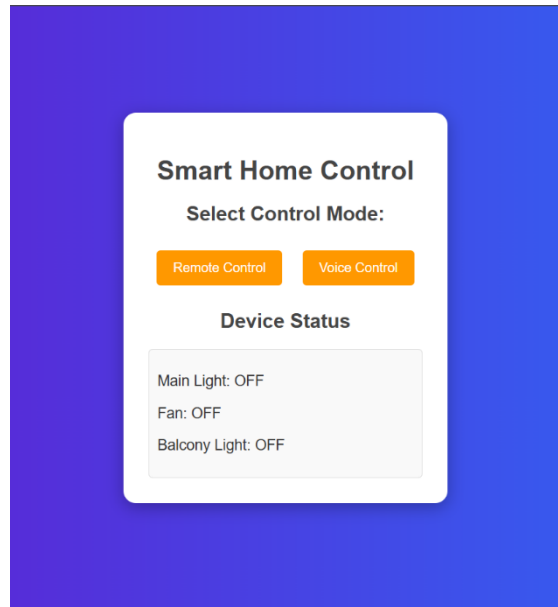 Smart Home Control
Select Control Mode:
Remote Control Voice Control
Device Status
Main Light: OFF
Fan: OFF
Balcony Light: OFF